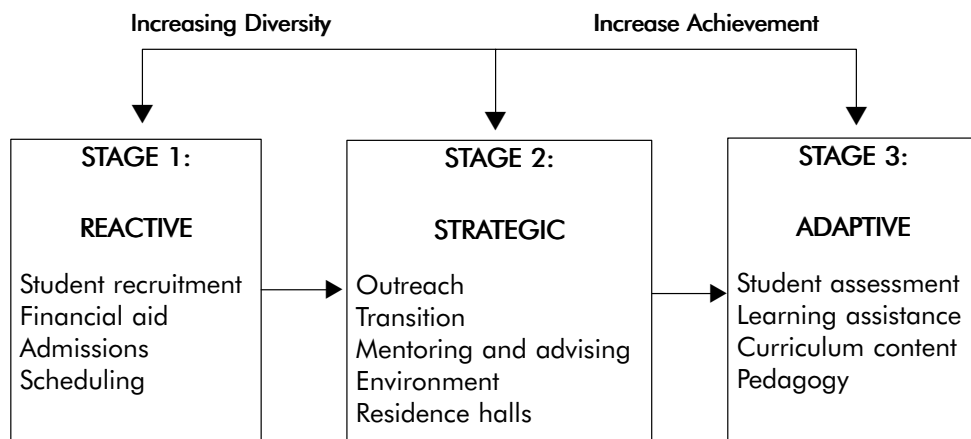 Increasing Diversity
Increase Achievement
STAGE 1:
REACTIVE
Student recruitment
Financial aid
Admissions
Scheduling
STAGE 2:
STRATEGIC
Outreach
Transition
Mentoring and advising
Environment
Residence halls
STAGE 3:
ADAPTIVE
Student assessment
Learning assistance
Curriculum content
Pedagogy